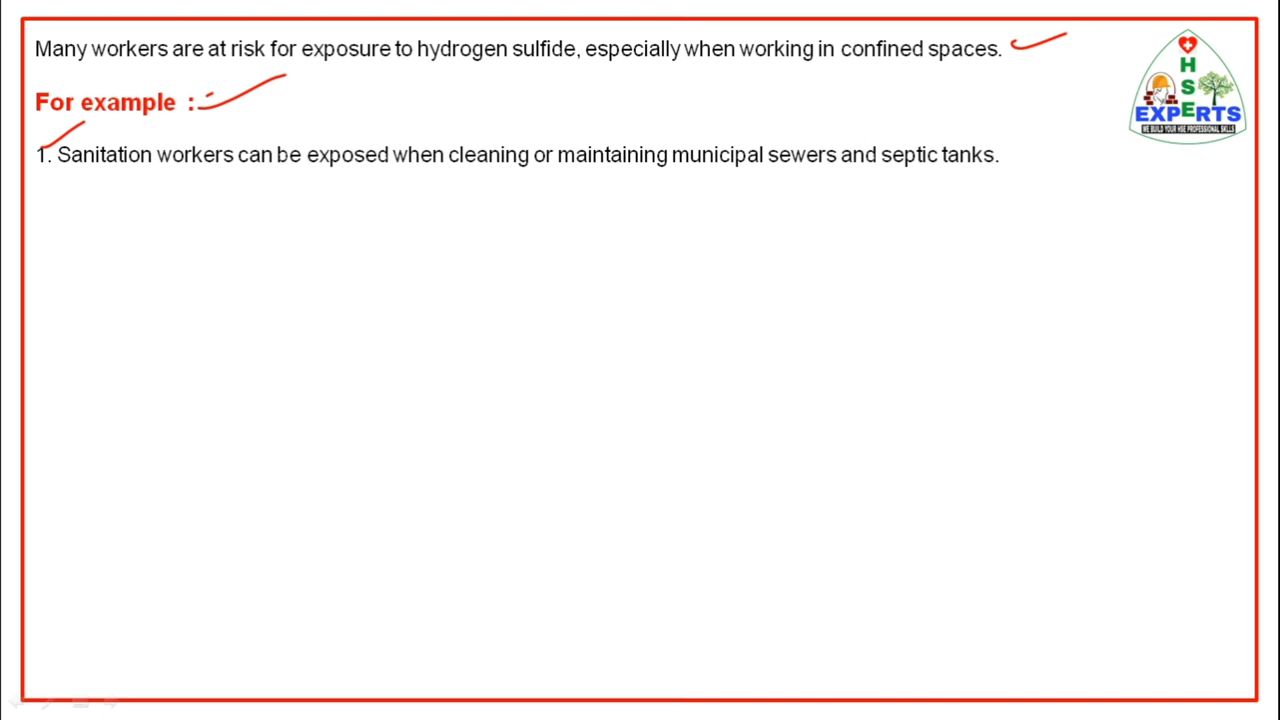 Many workers are at risk for exposure to hydrogen sulfide, especially when working in confined spaces.
For example :
1. Sanitation workers can be exposed when cleaning or maintaining municipal sewers and septic tanks.
H
S
E
EXPERTS
WE BUILD YOUR HSE PROFESSIONAL SKILLS